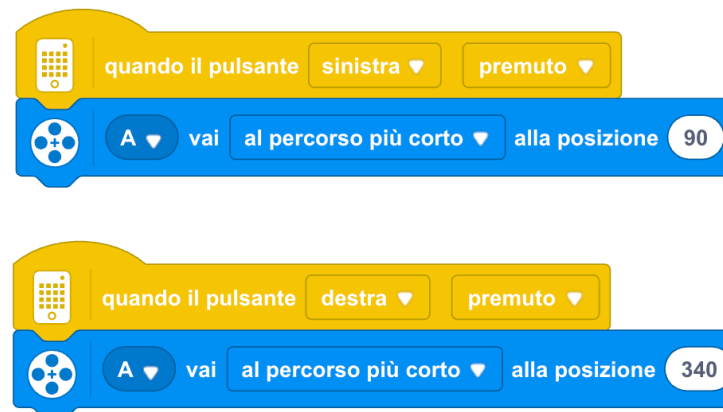 quando il pulsante sinistra premuto
A vai al percorso più corto alla posizione 90
quando il pulsante destra premuto
A vai al percorso più corto alla posizione 340